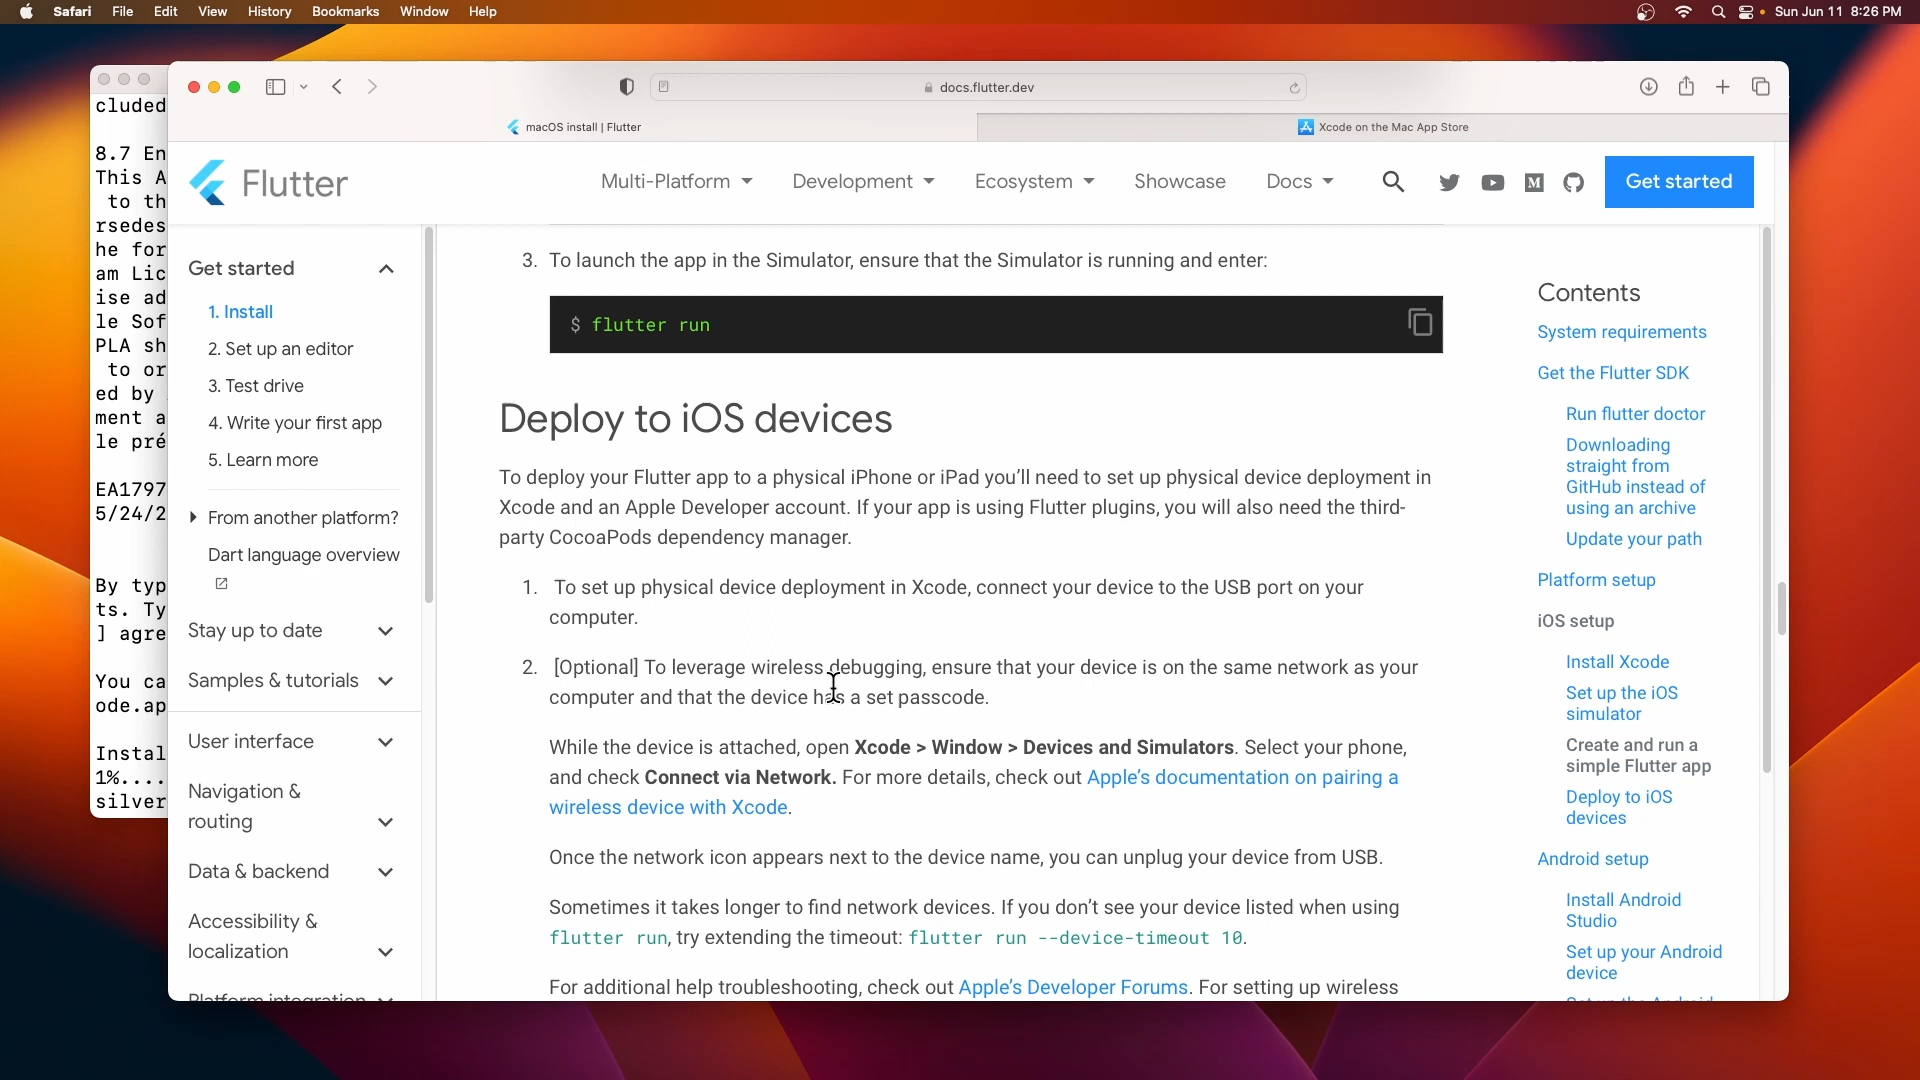 Safari File Edit View History Bookmarks Window Help Sun Jun 11 8:26 PM
docs.flutter.dev
macOS install | Flutter
Xcode on the Mac App Store
Flutter
Multi-Platform Development Ecosystem Showcase Docs Get started
cluded
8.7 En
This A
to th
rsedes
he for
am Lic
ise ad
le Sof
PLA sh
to or
ed by
ment a
le pré
EA1797
5/24/2
By typ
ts. Ty
] agre
You ca
ode.ap
Instal
1%....
silver
Get started
1. Install
2. Set up an editor
3. Test drive
4. Write your first app
5. Learn more
From another platform?
Dart language overview
Stay up to date
Samples & tutorials
User interface
Navigation &
routing
Data & backend
Accessibility &
localization
Platform integration
3. To launch the app in the Simulator, ensure that the Simulator is running and enter:
$ flutter run
Deploy to iOS devices
To deploy your Flutter app to a physical iPhone or iPad you’ll need to set up physical device deployment in
Xcode and an Apple Developer account. If your app is using Flutter plugins, you will also need the third-
party CocoaPods dependency manager.
1. To set up physical device deployment in Xcode, connect your device to the USB port on your
computer.
2. [Optional] To leverage wireless debugging, ensure that your device is on the same network as your
computer and that the device has a set passcode.
While the device is attached, open Xcode > Window > Devices and Simulators. Select your phone,
and check Connect via Network. For more details, check out Apple’s documentation on pairing a
wireless device with Xcode.
Once the network icon appears next to the device name, you can unplug your device from USB.
Sometimes it takes longer to find network devices. If you don’t see your device listed when using
flutter run, try extending the timeout: flutter run --device-timeout 10.
For additional help troubleshooting, check out Apple’s Developer Forums. For setting up wireless
Contents
System requirements
Get the Flutter SDK
Run flutter doctor
Downloading
straight from
GitHub instead of
using an archive
Update your path
Platform setup
iOS setup
Install Xcode
Set up the iOS
simulator
Create and run a
simple Flutter app
Deploy to iOS
devices
Android setup
Install Android
Studio
Set up your Android
device